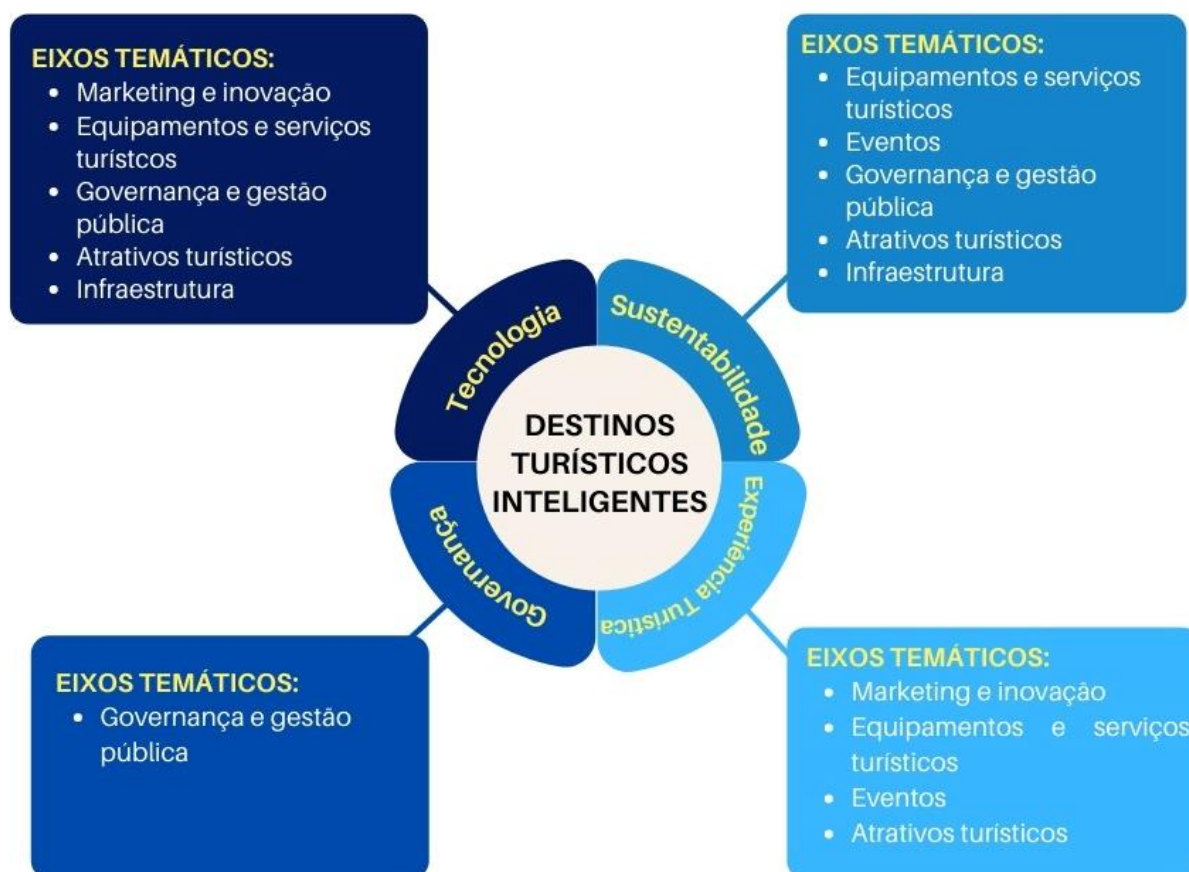 EIXOS TEMÁTICOS:
• Marketing e inovação
• Equipamentos e serviços
turístcos
• Governança e gestão
pública
• Atrativos turísticos
• Infraestrutura
EIXOS TEMÁTICOS:
• Equipamentos e serviços
turísticos
• Eventos
• Governança e gestão
pública
• Atrativos turísticos
• Infraestrutura
Tecnologia
Sustentabilidade
DESTINOS
TURÍSTICOS
INTELIGENTES
Governança
Experiência Turística
EIXOS TEMÁTICOS:
• Governança e gestão
pública
EIXOS TEMÁTICOS:
• Marketing e inovação
• Equipamentos e serviços
turísticos
• Eventos
• Atrativos turísticos